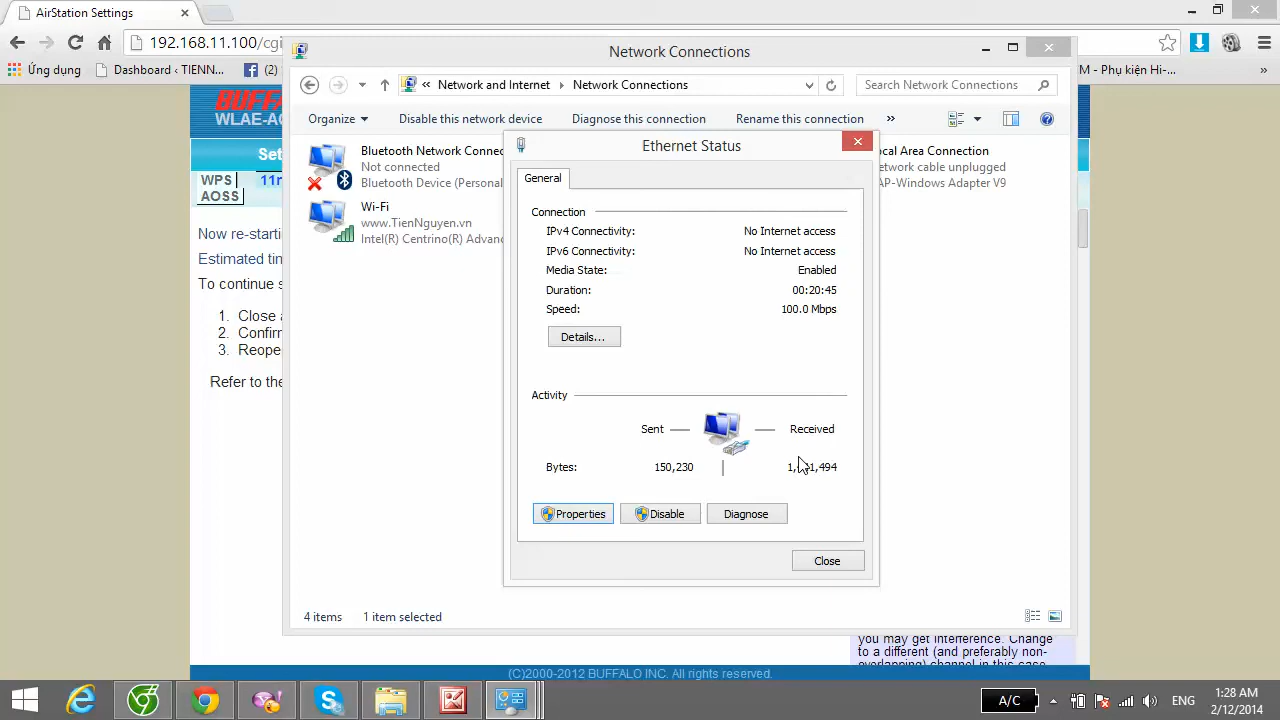 AirStation Settings
192.168.11.100/cgi
Ứng dụng
Dashboard ‹ TIENN...
(2)
M - Phụ kiện Hi-...
»
BUFFA
WLAE-AG
Set
WPS
11n
AOSS
Now re-starti
Estimated tim
To continue s
1. Close a
2. Confirm
3. Reope
Refer to the
you may get interference. Change
to a different (and preferably non-
overlapping) channel in this case.
(C)2000-2012 BUFFALO INC. All rights reserved.
Network Connections
« Network and Internet
Network Connections
Search Network Connections
Organize
Disable this network device
Diagnose this connection
Rename this connection
»
Bluetooth Network Connec
Not connected
Bluetooth Device (Personal
Wi-Fi
www.TienNguyen.vn
Intel(R) Centrino(R) Advanc
ocal Area Connection
etwork cable unplugged
AP-Windows Adapter V9
4 items
1 item selected
Ethernet Status
General
Connection
IPv4 Connectivity: No Internet access
IPv6 Connectivity: No Internet access
Media State: Enabled
Duration: 00:20:45
Speed: 100.0 Mbps
Details...
Activity
Sent — — Received
Bytes: 150,230
Properties
Disable
Diagnose
Close
A/C
ENG
1:28 AM
2/12/2014